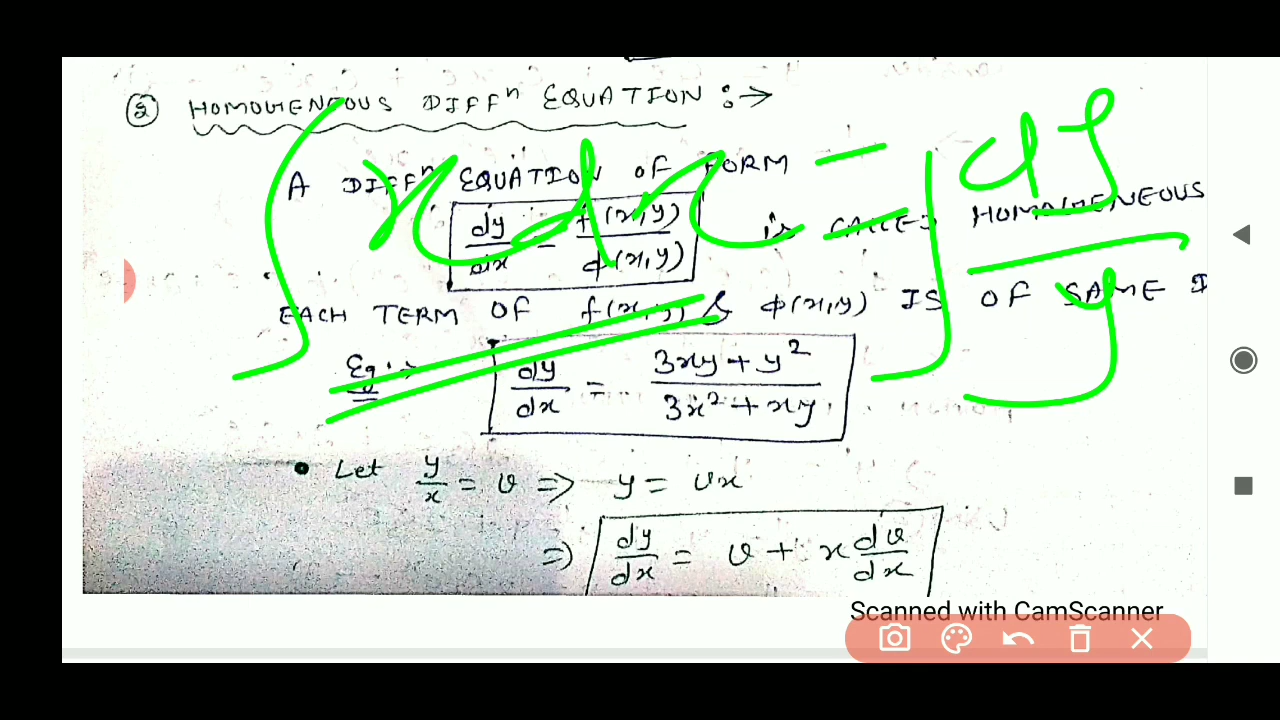 ② HOMOGENEOUS DIFFⁿ EQUATION :→
A DIFFⁿ EQUATION OF FORM
dy/dx = f(x,y)/ϕ(x,y) is CALLED HOMOGENEOUS
EACH TERM OF f(x,y) & ϕ(x,y) IS OF SAME
Eg :→ dy/dx = 3xy + y²/3x² + xy
• Let y/x = v ⇒ y = vx
⇒ dy/dx = v + x dv/dx
∫ x dx = ∫ dy/y
Scanned with CamScanner